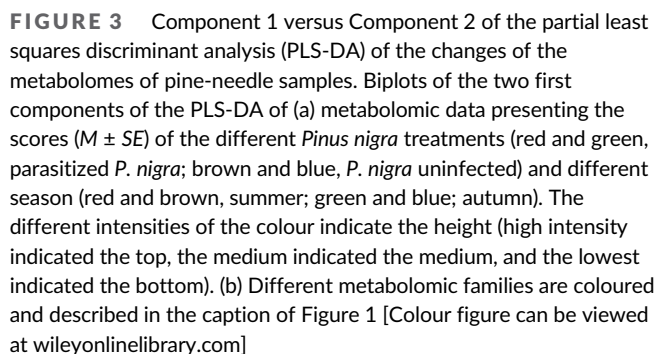 FIGURE 3 Component 1 versus Component 2 of the partial least
squares discriminant analysis (PLS-DA) of the changes of the
metabolomes of pine-needle samples. Biplots of the two first
components of the PLS-DA of (a) metabolomic data presenting the
scores (M ± SE) of the different Pinus nigra treatments (red and green,
parasitized P. nigra; brown and blue, P. nigra uninfected) and different
season (red and brown, summer; green and blue; autumn). The
different intensities of the colour indicate the height (high intensity
indicated the top, the medium indicated the medium, and the lowest
indicated the bottom). (b) Different metabolomic families are coloured
and described in the caption of Figure 1 [Colour figure can be viewed
at wileyonlinelibrary.com]